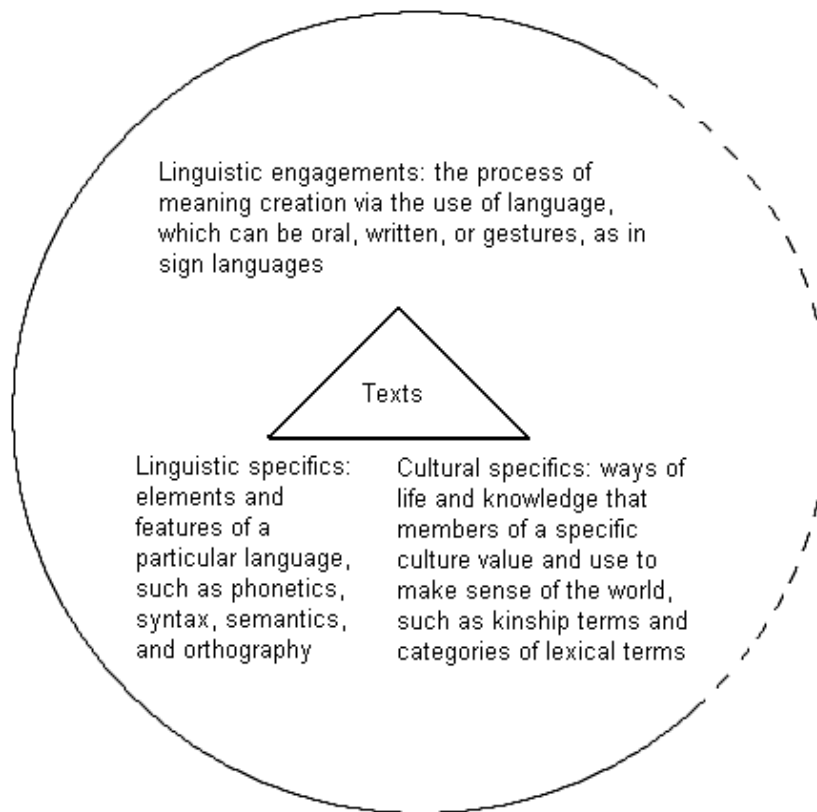 Linguistic engagements: the process of
meaning creation via the use of language,
which can be oral, written, or gestures, as in
sign languages
Texts
Linguistic specifics:
elements and
features of a
particular language,
such as phonetics,
syntax, semantics,
and orthography
Cultural specifics: ways of
life and knowledge that
members of a specific
culture value and use to
make sense of the world,
such as kinship terms and
categories of lexical terms